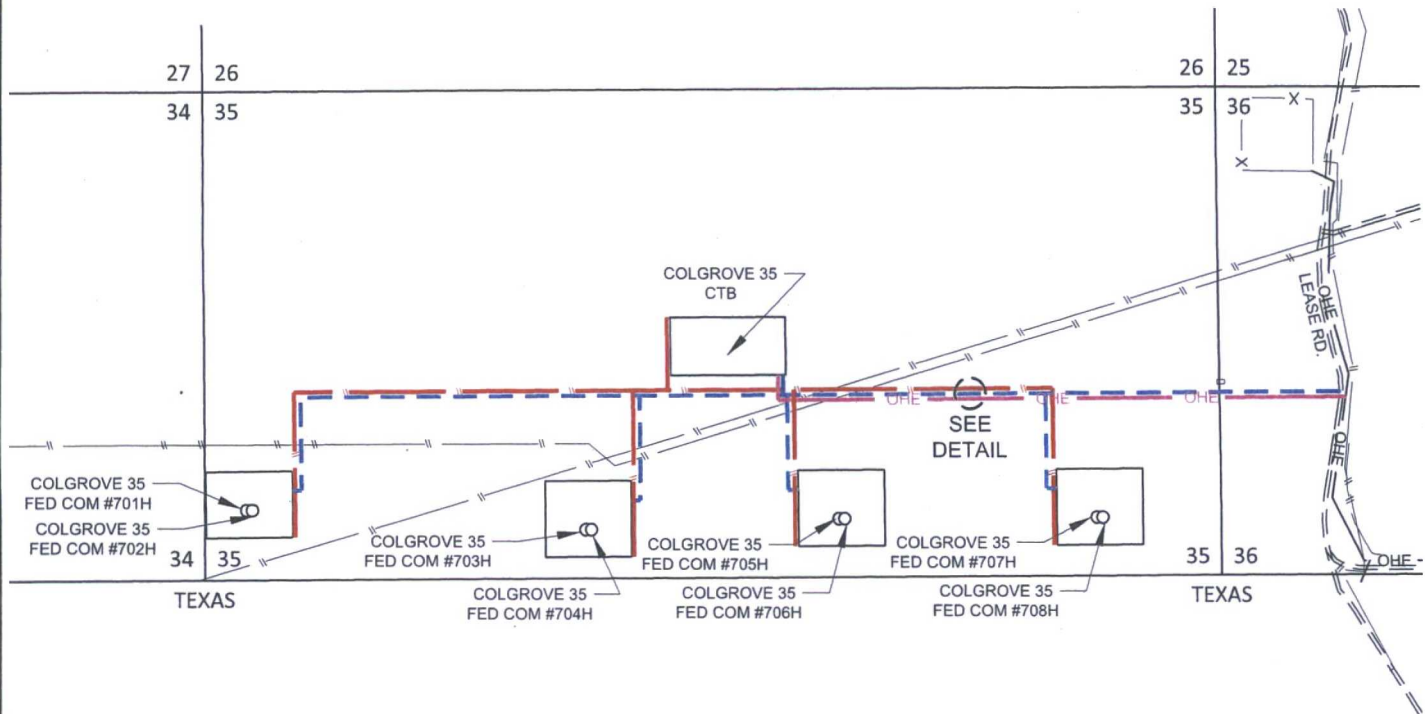 27 26
26 25
34 35
35 36
X
X
COLGROVE 35
CTB
OHE
LEASE RD.
OHE
OHE
OHE
SEE
DETAIL
OHE
COLGROVE 35
FED COM #701H
COLGROVE 35
FED COM #702H
COLGROVE 35
FED COM #703H
COLGROVE 35
FED COM #705H
COLGROVE 35
FED COM #707H
34 35
35 36
OHE
TEXAS
COLGROVE 35
FED COM #704H
COLGROVE 35
FED COM #706H
COLGROVE 35
FED COM #708H
TEXAS